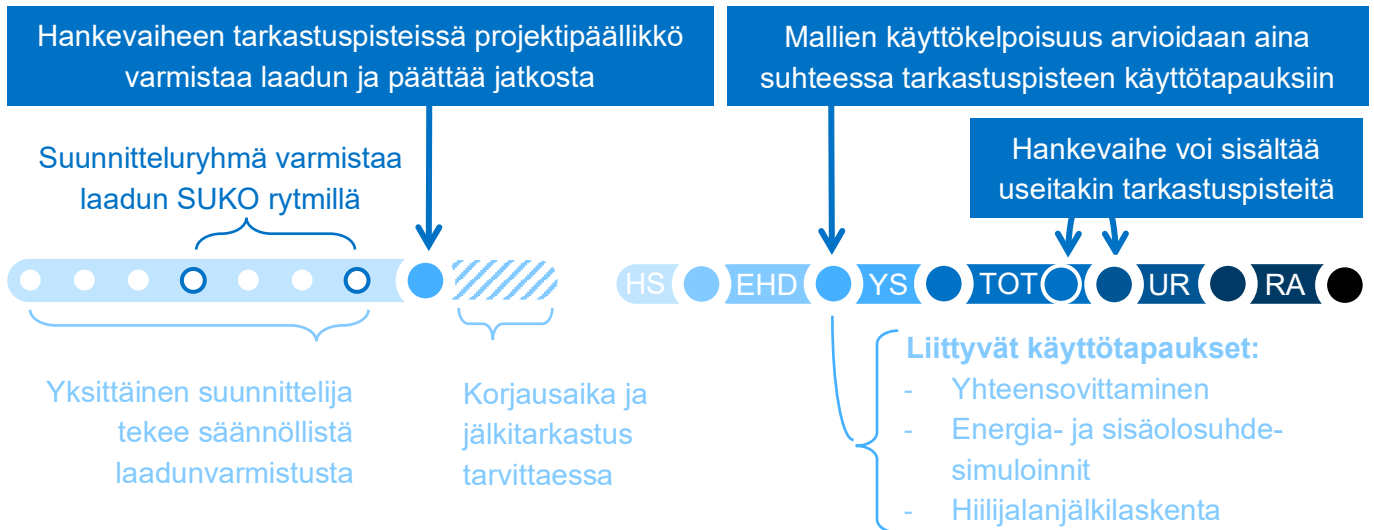 Hankevaiheen tarkastuspisteissä projektipäällikkö
varmistaa laadun ja päättää jatkosta
Mallien käyttökelpoisuus arvioidaan aina
suhteessa tarkastuspisteen käyttötapauksiin
Suunnitteluryhmä varmistaa
laadun SUKO rytmillä
Hankevaihe voi sisältää
useitakin tarkastuspisteitä
HS EHD YS TOT UR RA
Yksittäinen suunnittelija
tekee säännöllistä
laadunvarmistusta
Korjausaika ja
jälkitarkastus
tarvittaessa
Liittyvät käyttötapaukset:
- Yhteensovittaminen
- Energia- ja sisäolosuhde-
simuloinnit
- Hiilijalanjälkilaskenta